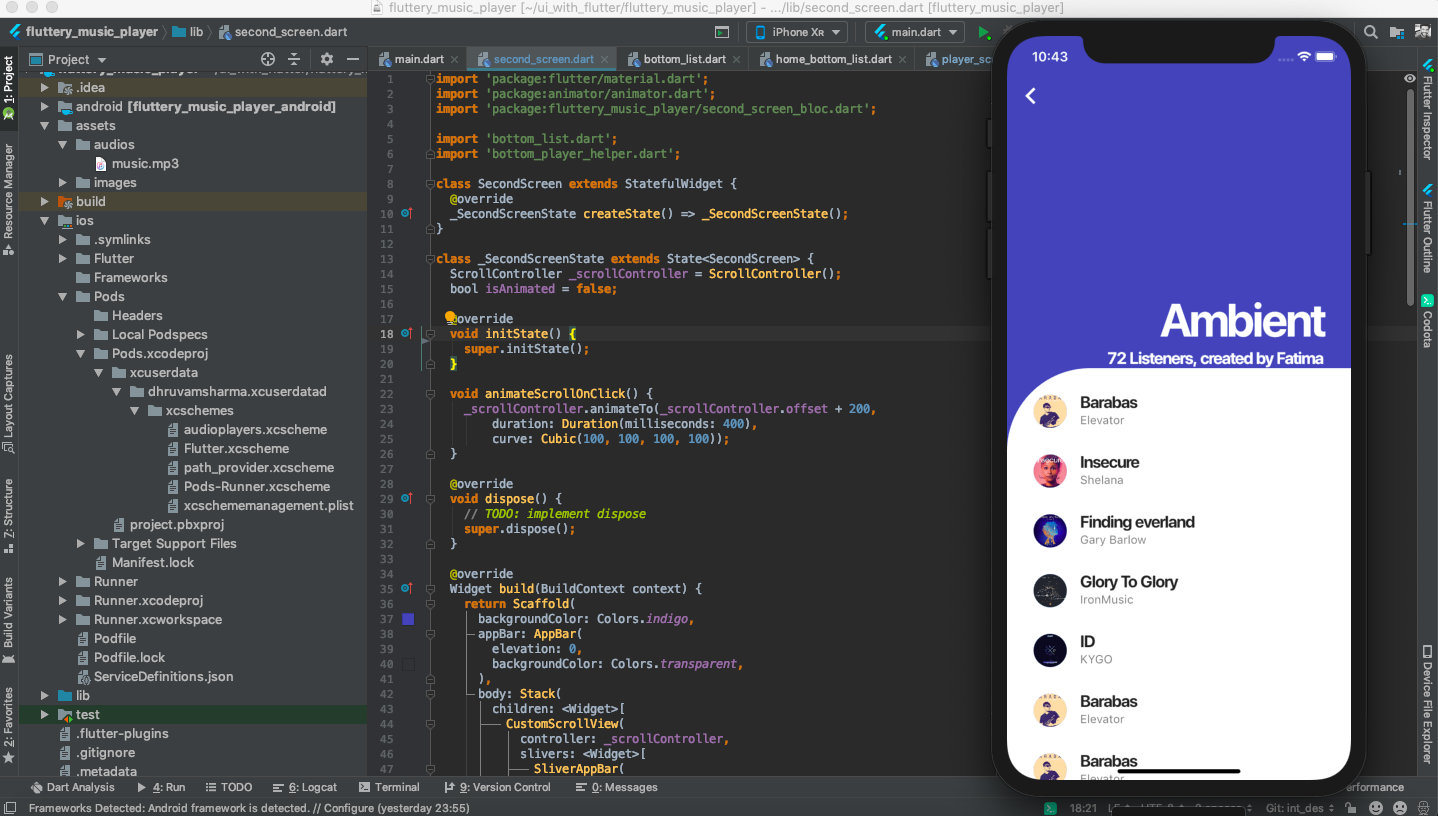 fluttery_music_player [~/ui_with_flutter/fluttery_music_player] - .../lib/second_screen.dart [fluttery_music_player]
fluttery_music_player lib second_screen.dart
iPhone XR main.dart
Project
main.dart second_screen.dart bottom_list.dart home_bottom_list.dart
1: Project
Resource Manager
Layout Captures
Z: Structure
Build Variants
2: Favorites
.idea
android [fluttery_music_player_android]
assets
audios
music.mp3
images
build
ios
.symlinks
Flutter
Frameworks
Pods
Headers
Local Podspecs
Pods.xcodeproj
xcuserdata
dhruvamsharma.xcuserdatad
xcschemes
audioplayers.xcscheme
Flutter.xcscheme
path_provider.xcscheme
Pods-Runner.xcscheme
xcschememanagement.plist
project.pbxproj
Target Support Files
Manifest.lock
Runner
Runner.xcodeproj
Runner.xcworkspace
Podfile
Podfile.lock
ServiceDefinitions.json
lib
test
.flutter-plugins
.gitignore
.metadata
1 import 'package:flutter/material.dart';
2 import 'package:animator/animator.dart';
3 import 'package:fluttery_music_player/second_screen_bloc.dart';
4
5 import 'bottom_list.dart';
6 import 'bottom_player_helper.dart';
7
8 class SecondScreen extends StatefulWidget {
9 @override
10 _SecondScreenState createState() => _SecondScreenState();
11 }
12
13 class _SecondScreenState extends State<SecondScreen> {
14 ScrollController _scrollController = ScrollController();
15 bool isAnimated = false;
16
17 @override
18 void initState() {
19 super.initState();
20 }
21
22 void animateScrollOnClick() {
23 _scrollController.animateTo(_scrollController.offset + 200,
24 duration: Duration(milliseconds: 400),
25 curve: Cubic(100, 100, 100, 100));
26 }
27
28 @override
29 void dispose() {
30 // TODO: implement dispose
31 super.dispose();
32 }
33
34 @override
35 Widget build(BuildContext context) {
36 return Scaffold(
37 backgroundColor: Colors.indigo,
38 appBar: AppBar(
39 elevation: 0,
40 backgroundColor: Colors.transparent,
41 ),
42 body: Stack(
43 children: <Widget>[
44 CustomScrollView(
45 controller: _scrollController,
46 slivers: <Widget>[
47 SliverAppBar(
10:43
Ambient
72 Listeners, created by Fatima
Barabas
Elevator
Insecure
Shelana
Finding everland
Gary Barlow
Glory To Glory
IronMusic
ID
KYGO
Barabas
Elevator
Barabas
Elevator
Flutter Inspector
Flutter Outline
Codota
Device File Explorer
Dart Analysis 4: Run TODO 6: Logcat Terminal 9: Version Control 0: Messages
Frameworks Detected: Android framework is detected. // Configure (yesterday 23:55) 18:21 Git: int_des